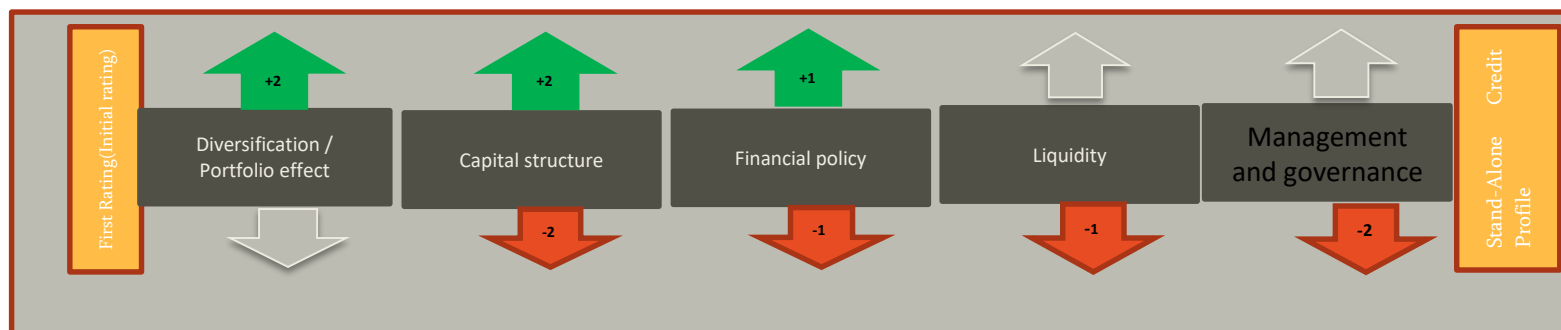 First Rating(Initial rating)
+2
Diversification /
Portfolio effect
+2
Capital structure
-2
+1
Financial policy
-1
Liquidity
-1
Management
and governance
-2
Stand-Alone Credit
Profile